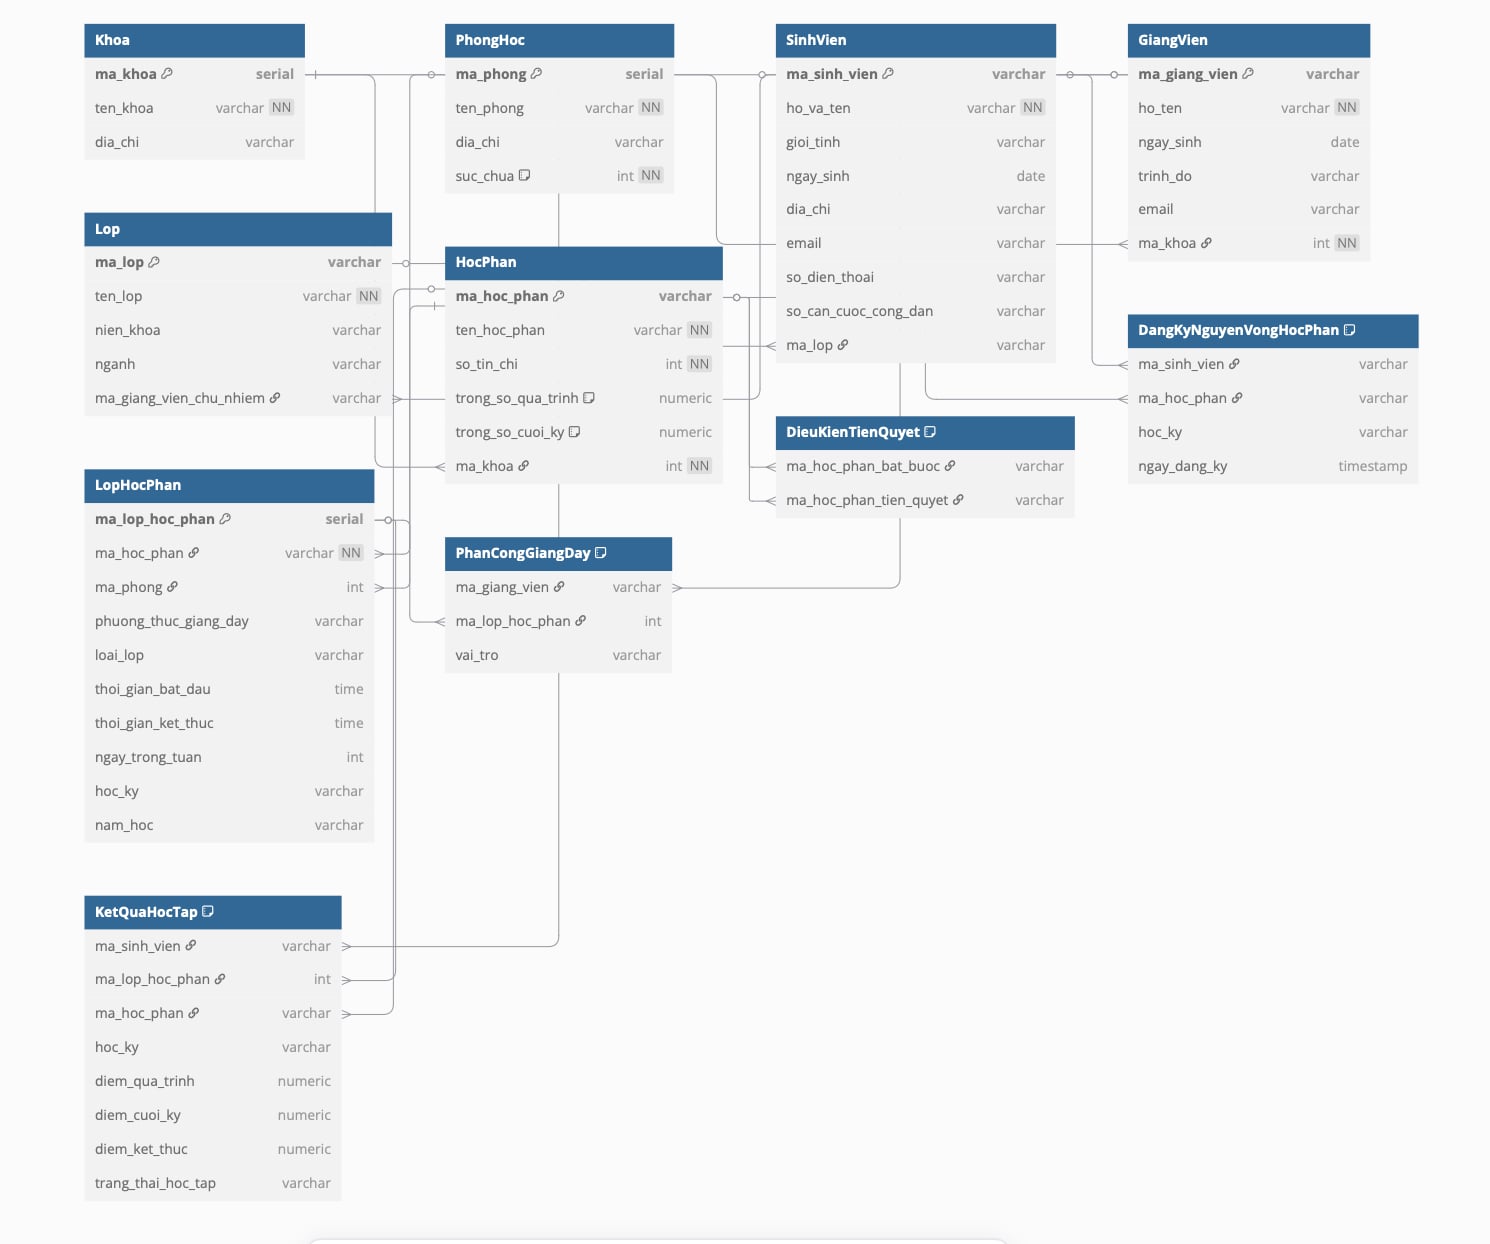 Khoa
ma_khoa serial
ten_khoa varchar NN
dia_chi varchar
PhongHoc
ma_phong serial
ten_phong varchar NN
dia_chi varchar
suc_chua int NN
SinhVien
ma_sinh_vien varchar
ho_va_ten varchar NN
gioi_tinh varchar
ngay_sinh date
dia_chi varchar
email varchar
so_dien_thoai varchar
so_can_cuoc_cong_dan varchar
ma_lop varchar
GiangVien
ma_giang_vien varchar
ho_ten varchar NN
ngay_sinh date
trinh_do varchar
email varchar
ma_khoa int NN
Lop
ma_lop varchar
ten_lop varchar NN
nien_khoa varchar
nganh varchar
ma_giang_vien_chu_nhiem varchar
HocPhan
ma_hoc_phan varchar
ten_hoc_phan varchar NN
so_tin_chi int NN
trong_so_qua_trinh numeric
trong_so_cuoi_ky numeric
ma_khoa int NN
DangKyNguyenVongHocPhan
ma_sinh_vien varchar
ma_hoc_phan varchar
hoc_ky varchar
ngay_dang_ky timestamp
DieuKienTienQuyet
ma_hoc_phan_bat_buoc varchar
ma_hoc_phan_tien_quyet varchar
LopHocPhan
ma_lop_hoc_phan serial
ma_hoc_phan varchar NN
ma_phong int
phuong_thuc_giang_day varchar
loai_lop varchar
thoi_gian_bat_dau time
thoi_gian_ket_thuc time
ngay_trong_tuan int
hoc_ky varchar
nam_hoc varchar
PhanCongGiangDay
ma_giang_vien varchar
ma_lop_hoc_phan int
vai_tro varchar
KetQuaHocTap
ma_sinh_vien varchar
ma_lop_hoc_phan int
ma_hoc_phan varchar
hoc_ky varchar
diem_qua_trinh numeric
diem_cuoi_ky numeric
diem_ket_thuc numeric
trang_thai_hoc_tap varchar